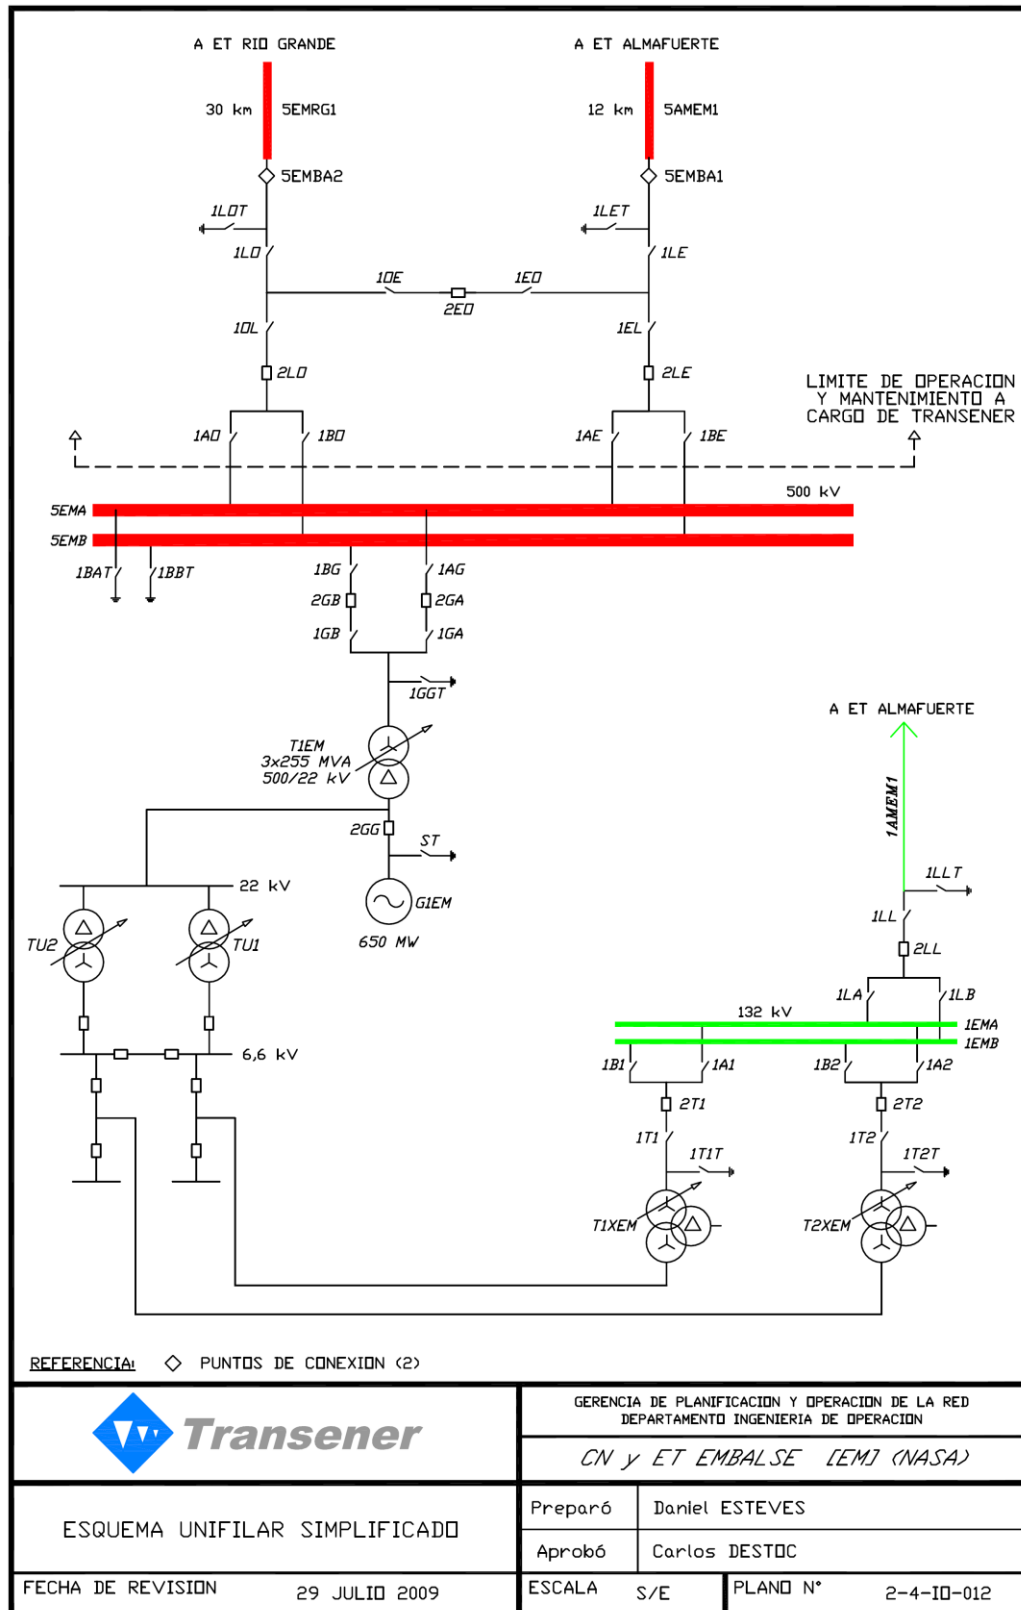 A ET RIO GRANDE
A ET ALMAFUERTE
30 km
5EMRG1
12 km
5AMEM1
5EMBA2
5EMBA1
1LOT
1LET
1LO
1LE
1OE
1EO
2EO
1OL
1EL
2LO
2LE
LIMITE DE OPERACION
Y MANTENIMIENTO A
CARGO DE TRANSENER
1AO
1BO
1AE
1BE
500 kV
5EMA
5EMB
1BAT
1BBT
1BG
1AG
2GB
2GA
1GB
1GA
1GGT
A ET ALMAFUERTE
T1EM
3x255 MVA
500/22 kV
1AMEM1
2GG
ST
1LLT
22 kV
G1EM
1LL
TU2
TU1
650 MW
2LL
1LA
1LB
132 kV
1EMA
1EMB
6,6 kV
1B1
1A1
1B2
1A2
2T1
2T2
1T1
1T2
1T1T
1T2T
T1XEM
T2XEM
REFERENCIA:
PUNTOS DE CONEXION (2)
Transener
GERENCIA DE PLANIFICACION Y OPERACION DE LA RED
DEPARTAMENTO INGENIERIA DE OPERACION
CN y ET EMBALSE [EM] (NASA)
ESQUEMA UNIFILAR SIMPLIFICADO
Preparó
Daniel ESTEVES
Aprobó
Carlos DESTOC
FECHA DE REVISION
29 JULIO 2009
ESCALA
S/E
PLANO N°
2-4-IO-012